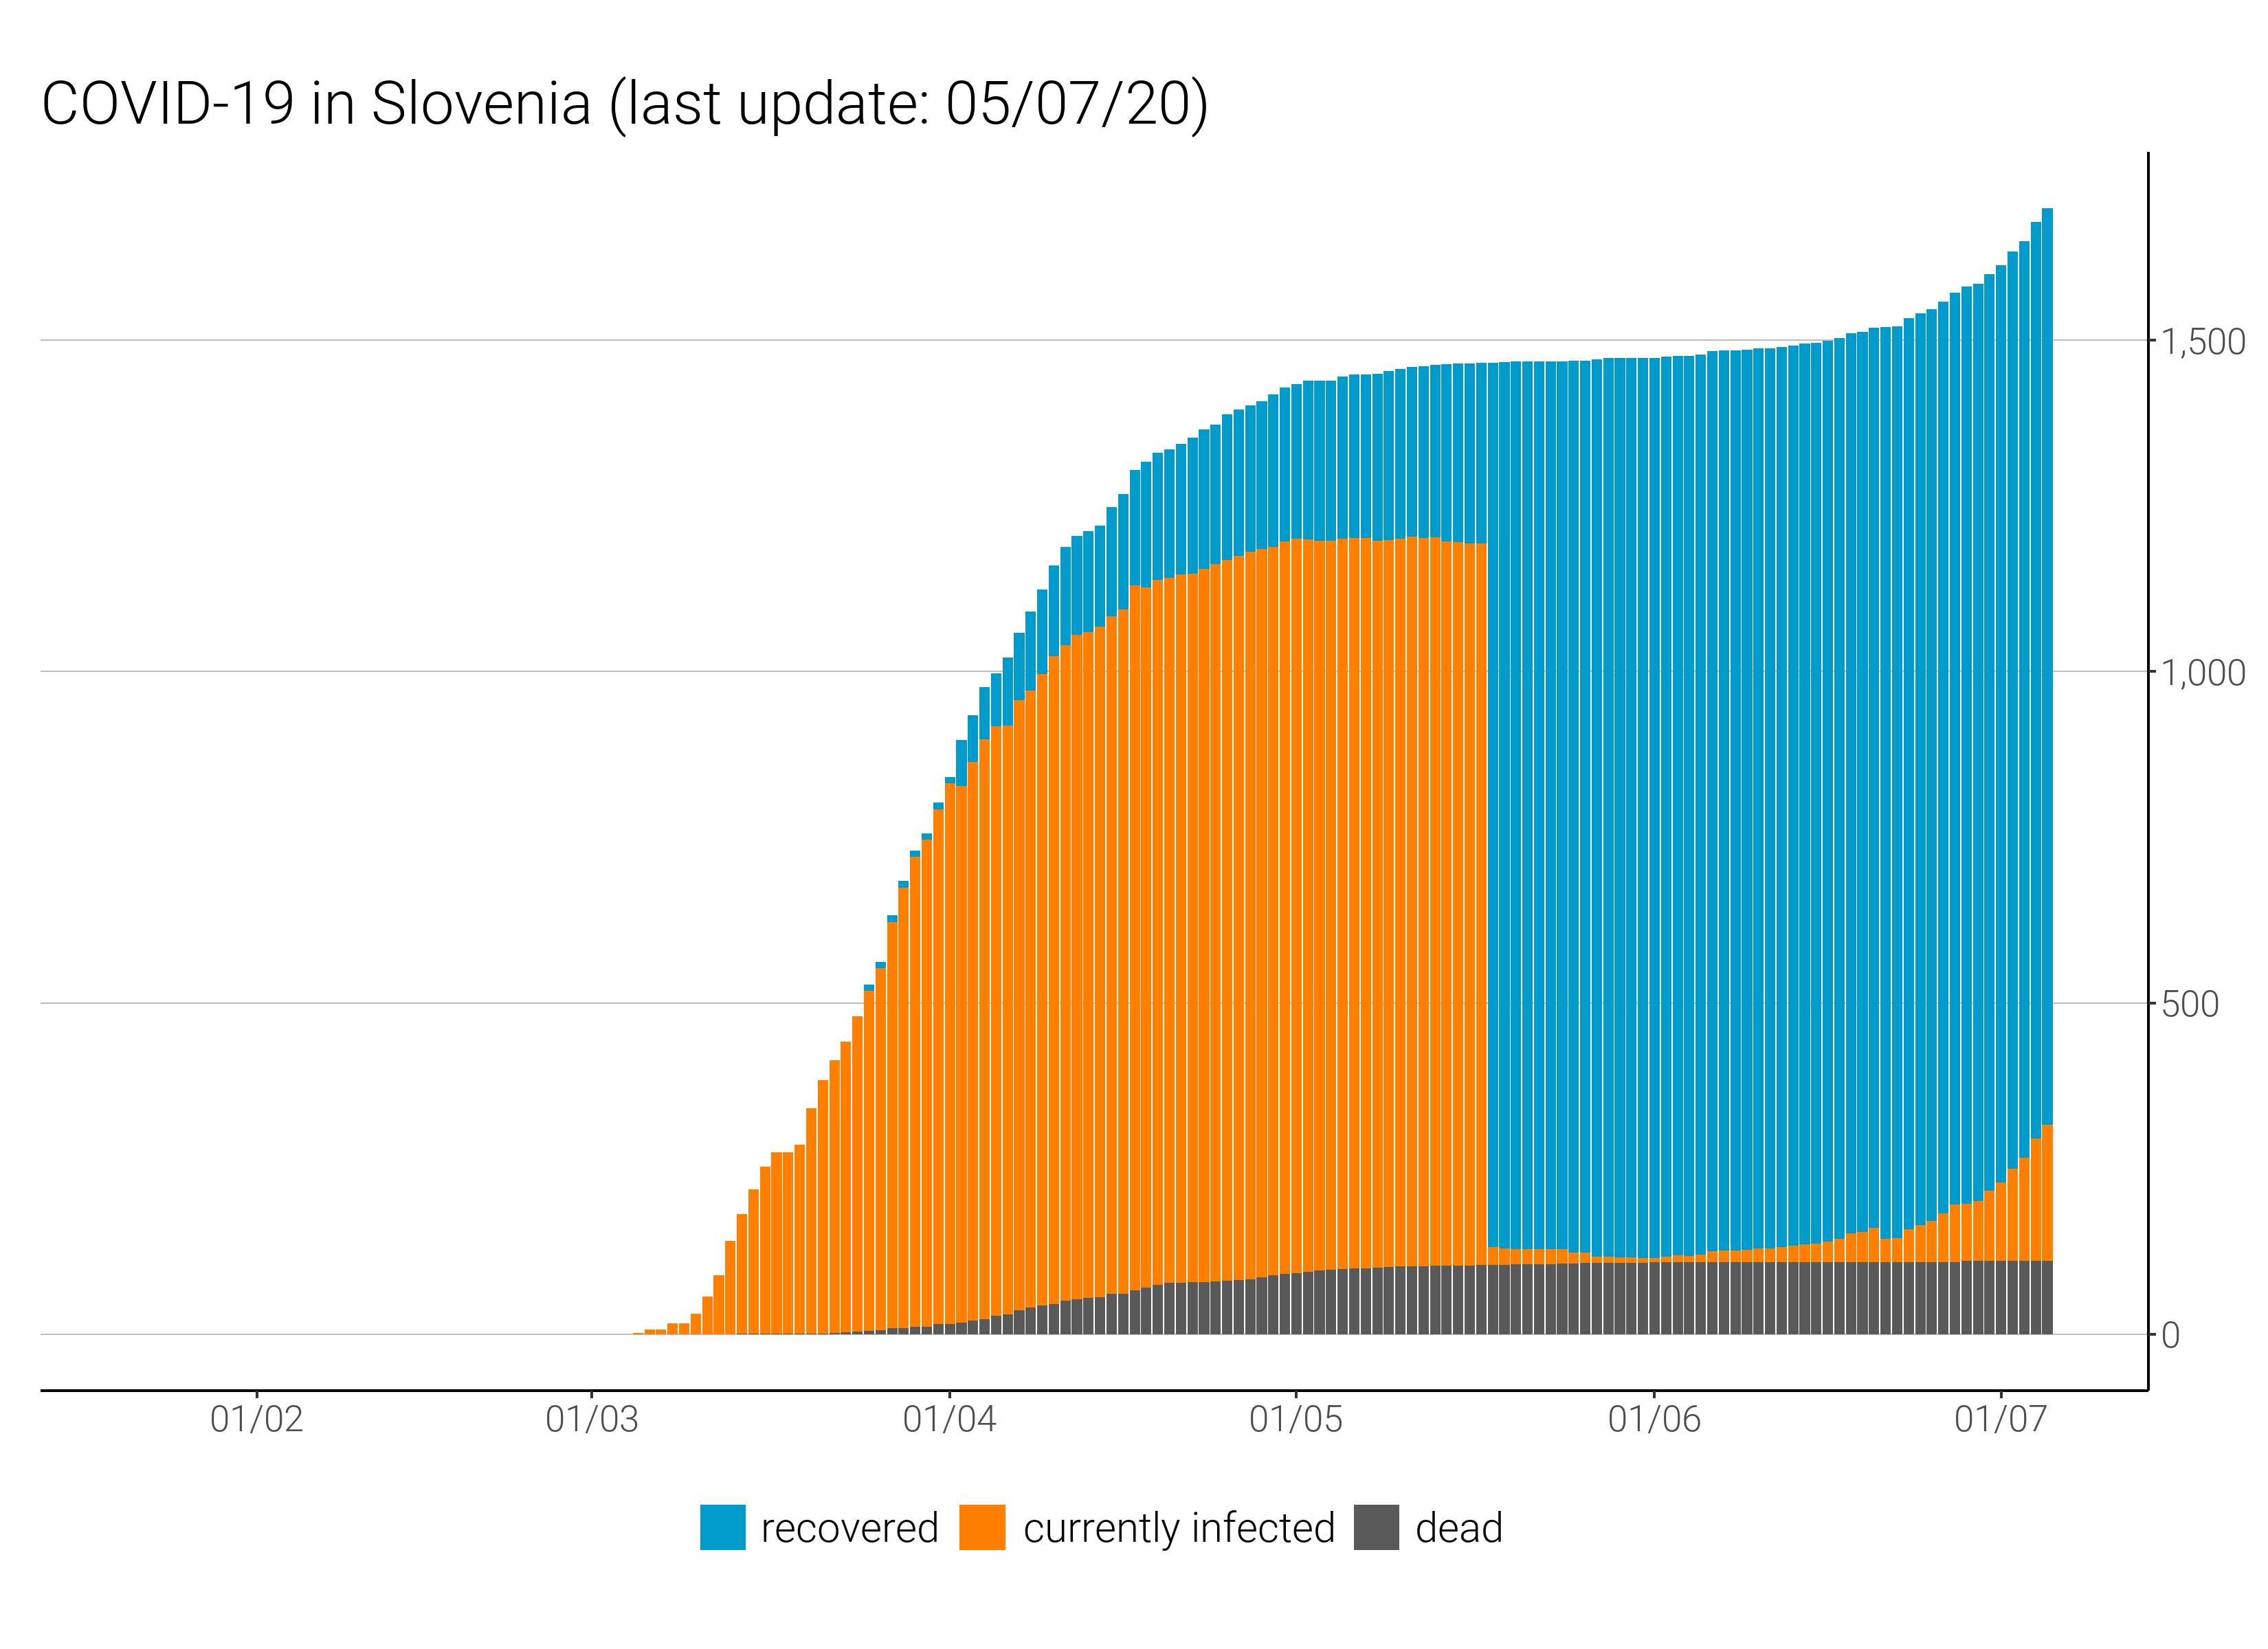 COVID-19 in Slovenia (last update: 05/07/20)
1,500
1,000
500
0
01/02 01/03 01/04 01/05 01/06 01/07
recovered currently infected dead